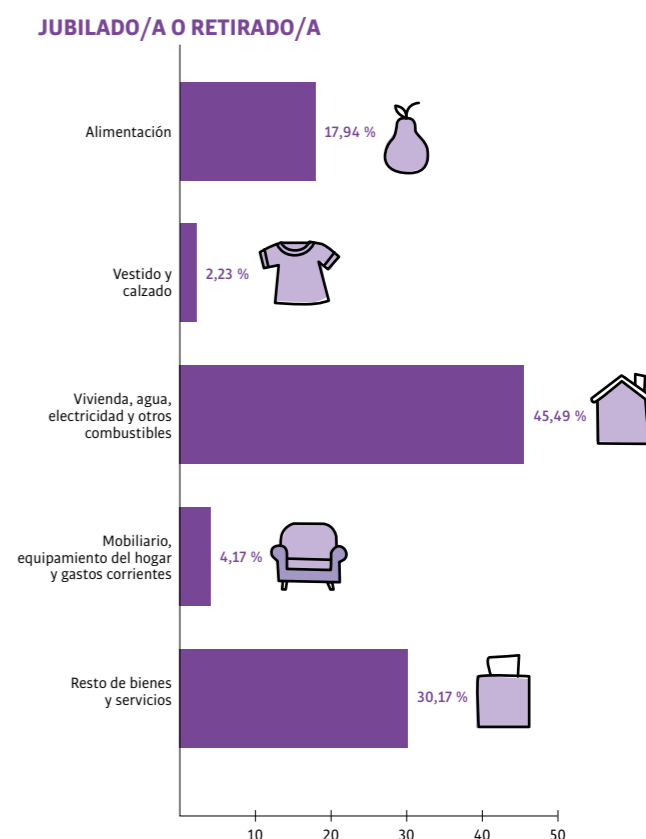 JUBILADO/A O RETIRADO/A
Alimentación
17,94 %
Vestido y
calzado
2,23 %
Vivienda, agua,
electricidad y otros
combustibles
45,49 %
Mobiliario,
equipamiento del hogar
y gastos corrientes
4,17 %
Resto de bienes
y servicios
30,17 %
10 20 30 40 50